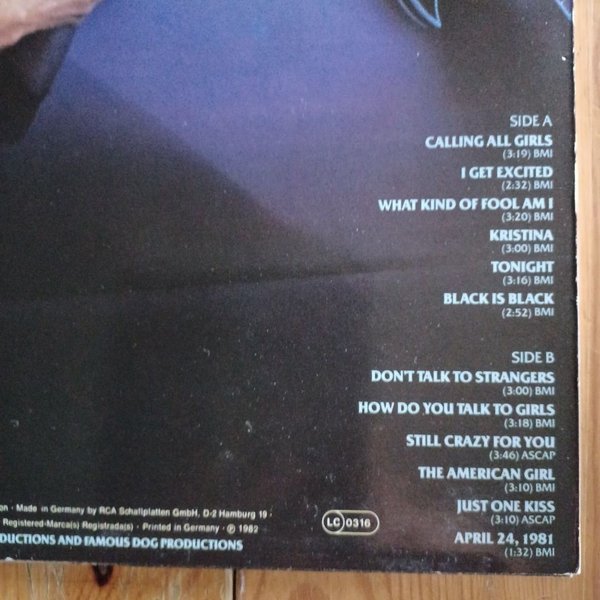 SIDE A
CALLING ALL GIRLS
(3:19) BMI
I GET EXCITED
(2:32) BMI
WHAT KIND OF FOOL AM I
(3:20) BMI
KRISTINA
(3:00) BMI
TONIGHT
(3:16) BMI
BLACK IS BLACK
(2:52) BMI
SIDE B
DON'T TALK TO STRANGERS
(3:00) BMI
HOW DO YOU TALK TO GIRLS
(3:18) BMI
STILL CRAZY FOR YOU
(3:46) ASCAP
THE AMERICAN GIRL
(3:10) BMI
JUST ONE KISS
(3:10) ASCAP
APRIL 24, 1981
(1:32) BMI
on · Made in Germany by RCA Schallplatten GmbH, D-2 Hamburg 19 ·
Registered-Marca(s) Registrada(s) · Printed in Germany · ℗ 1982
LC 0316
DUCTIONS AND FAMOUS DOG PRODUCTIONS